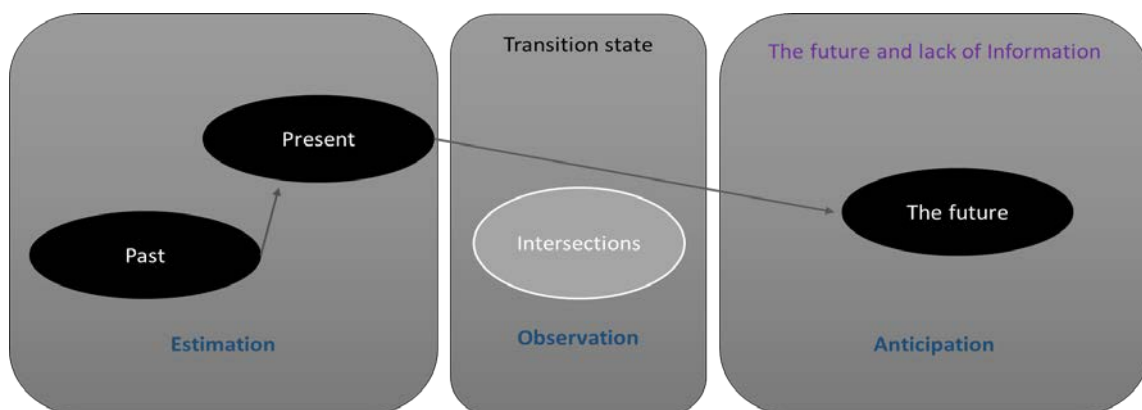 Transition state
The future and lack of Information
Present
The future
Past
Intersections
Estimation
Observation
Anticipation